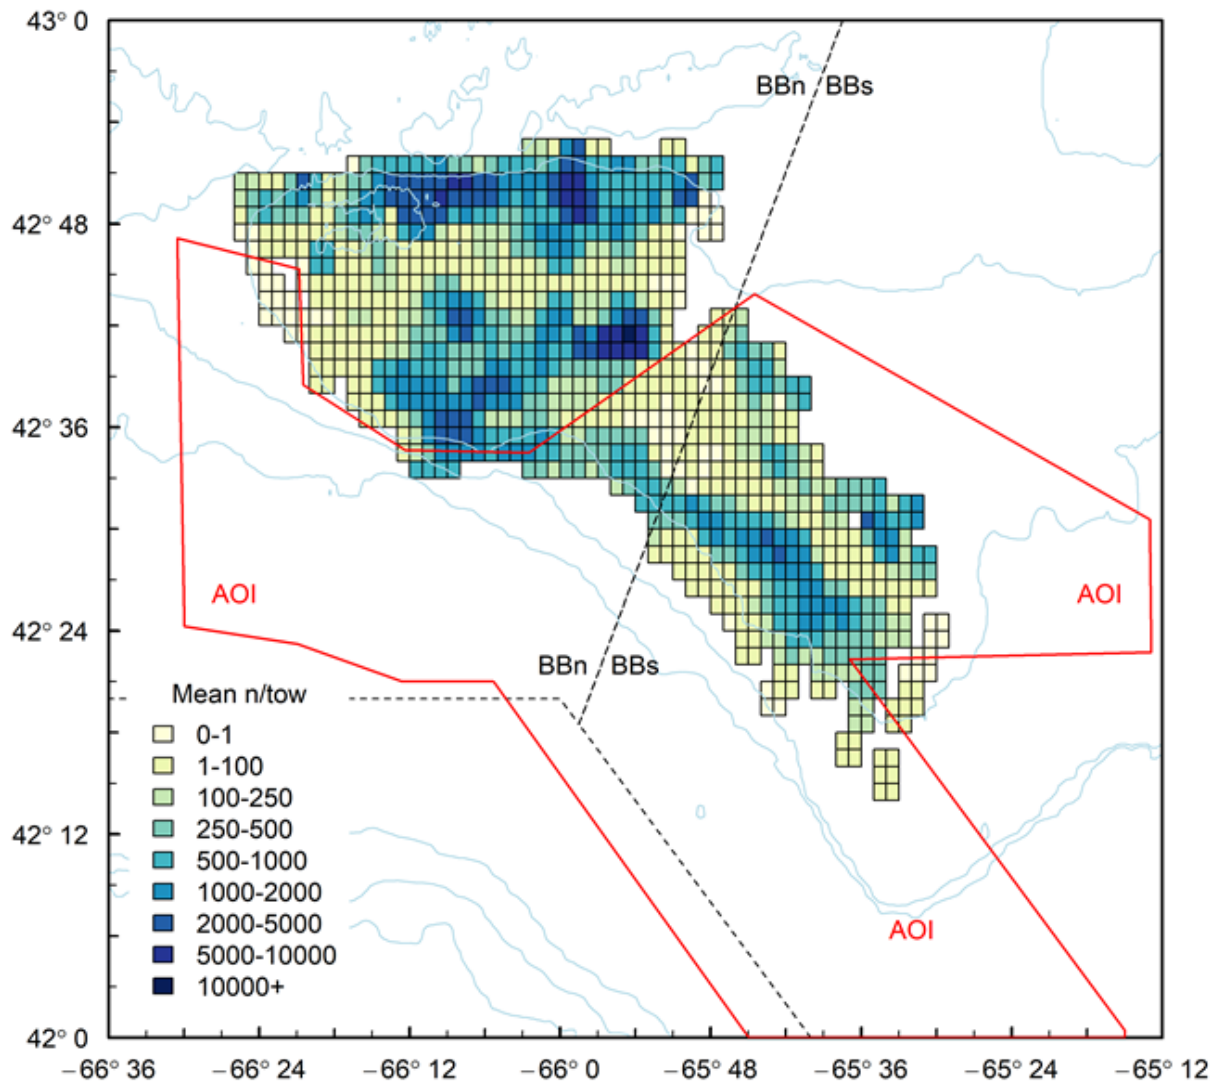 43° 0
BBn BBs
42° 48
42° 36
AOI AOI
42° 24
BBn BBs
Mean n/tow
0-1
1-100
100-250
250-500
42° 12
500-1000
1000-2000
2000-5000
AOI
5000-10000
10000+
42° 0
−66° 36 −66° 24 −66° 12 −66° 0 −65° 48 −65° 36 −65° 24 −65° 12